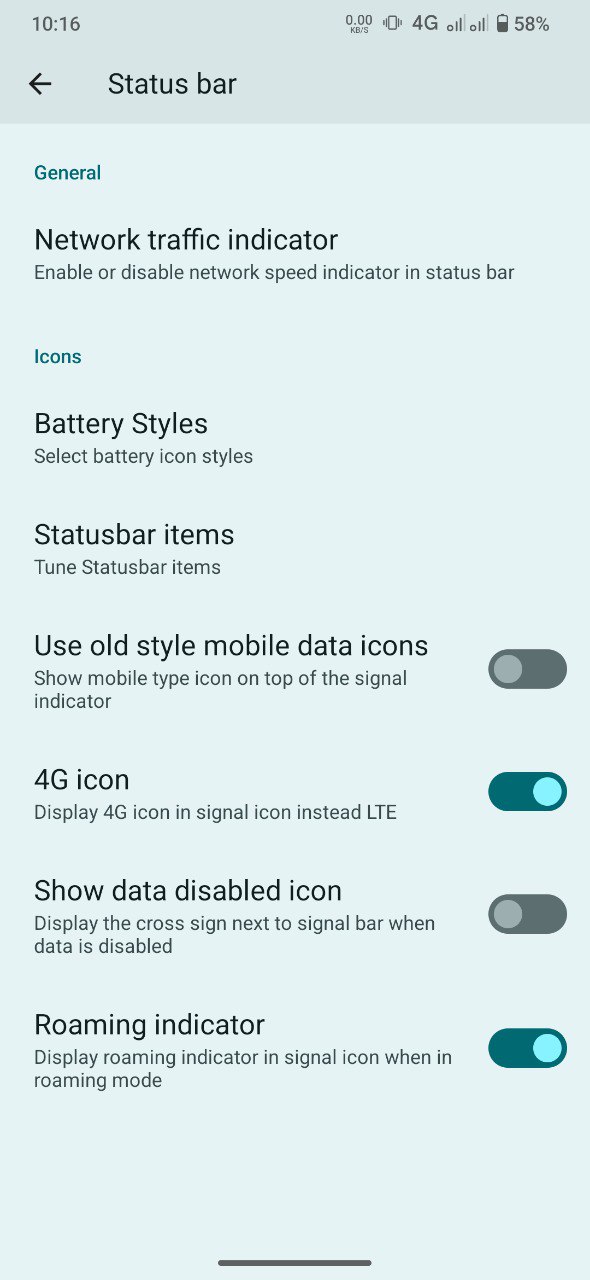 10:16 0.00 KB/S 4G 58%
Status bar
General
Network traffic indicator
Enable or disable network speed indicator in status bar
Icons
Battery Styles
Select battery icon styles
Statusbar items
Tune Statusbar items
Use old style mobile data icons
Show mobile type icon on top of the signal
indicator
4G icon
Display 4G icon in signal icon instead LTE
Show data disabled icon
Display the cross sign next to signal bar when
data is disabled
Roaming indicator
Display roaming indicator in signal icon when in
roaming mode